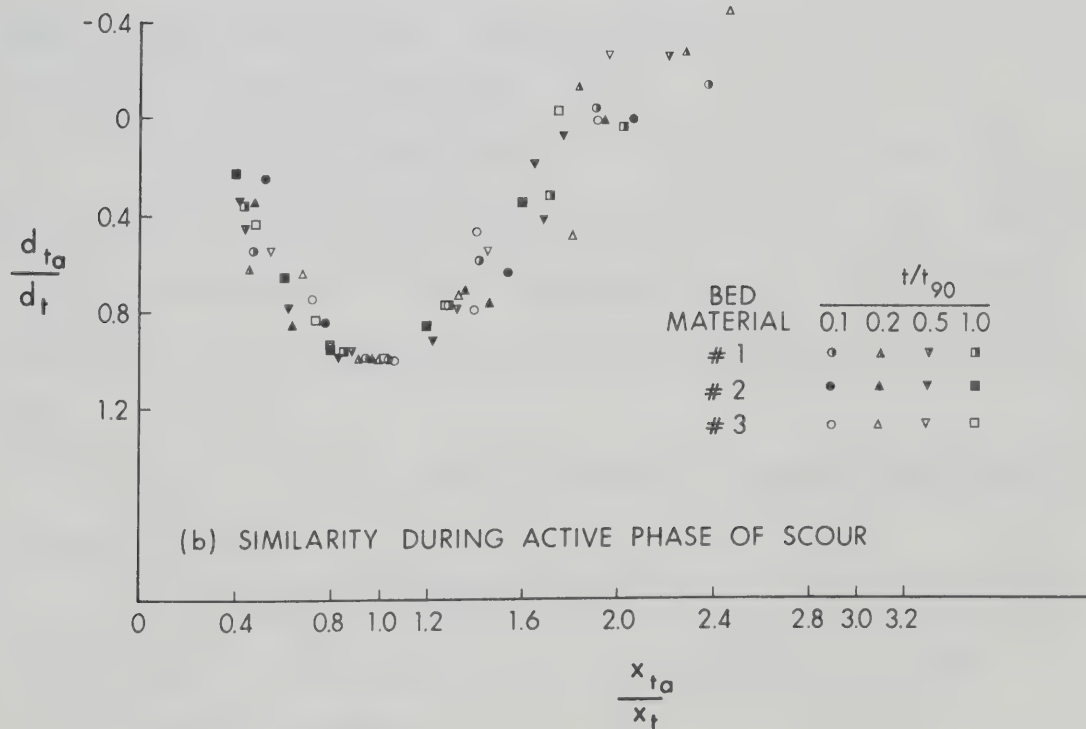 -0.4
0
0.4
0.8
1.2
d_ta
d_t
t/t_90
BED
MATERIAL 0.1 0.2 0.5 1.0
# 1
# 2
# 3
(b) SIMILARITY DURING ACTIVE PHASE OF SCOUR
0 0.4 0.8 1.0 1.2 1.6 2.0 2.4 2.8 3.0 3.2
x_ta
x_t